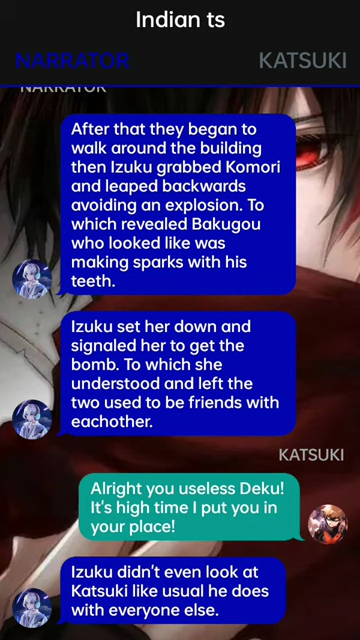 Indian ts
NARRATOR
KATSUKI
NARRATOR
After that they began to
walk around the building
then Izuku grabbed Komori
and leaped backwards
avoiding an explosion. To
which revealed Bakugou
who looked like was
making sparks with his
teeth.
Izuku set her down and
signaled her to get the
bomb. To which she
understood and left the
two used to be friends with
eachother.
KATSUKI
Alright you useless Deku!
It's high time I put you in
your place!
Izuku didn't even look at
Katsuki like usual he does
with everyone else.